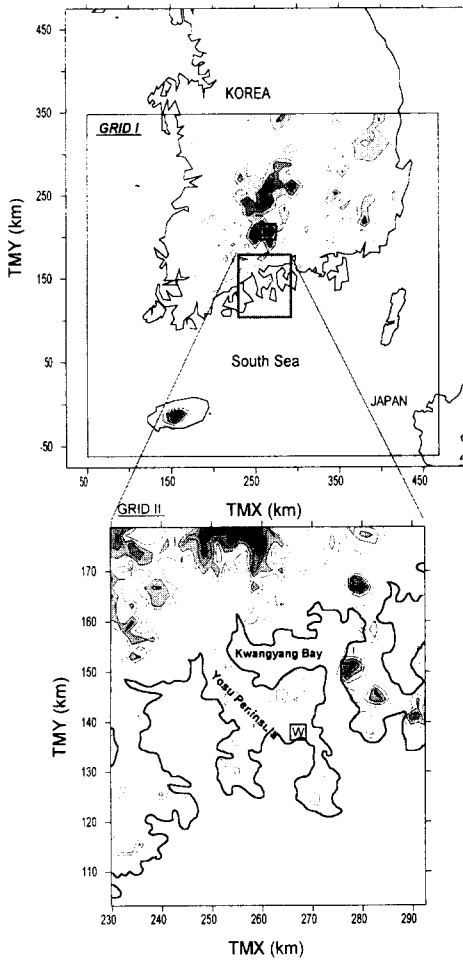 450
KOREA
350
GRID I
250
TMY (km)
150
50
South Sea
JAPAN
-50
50 150 250 350 450
TMX (km)
GRID II
170
160
Kwangyang Bay
150
Yosu Peninsula
TMY (km)
140
W
130
120
110
230 240 250 260 270 280 290
TMX (km)